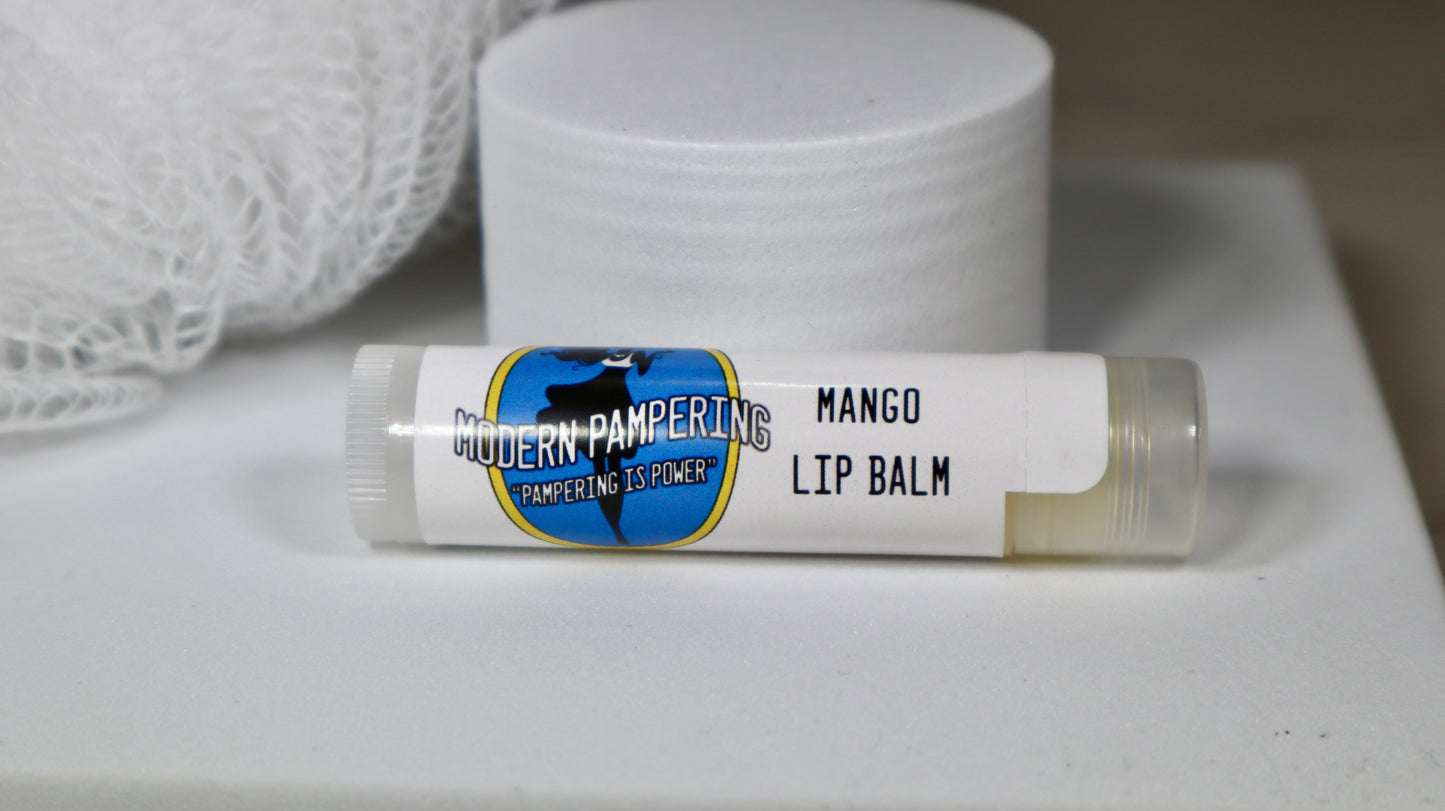 MODERN PAMPERING
“PAMPERING IS POWER”
MANGO
LIP BALM